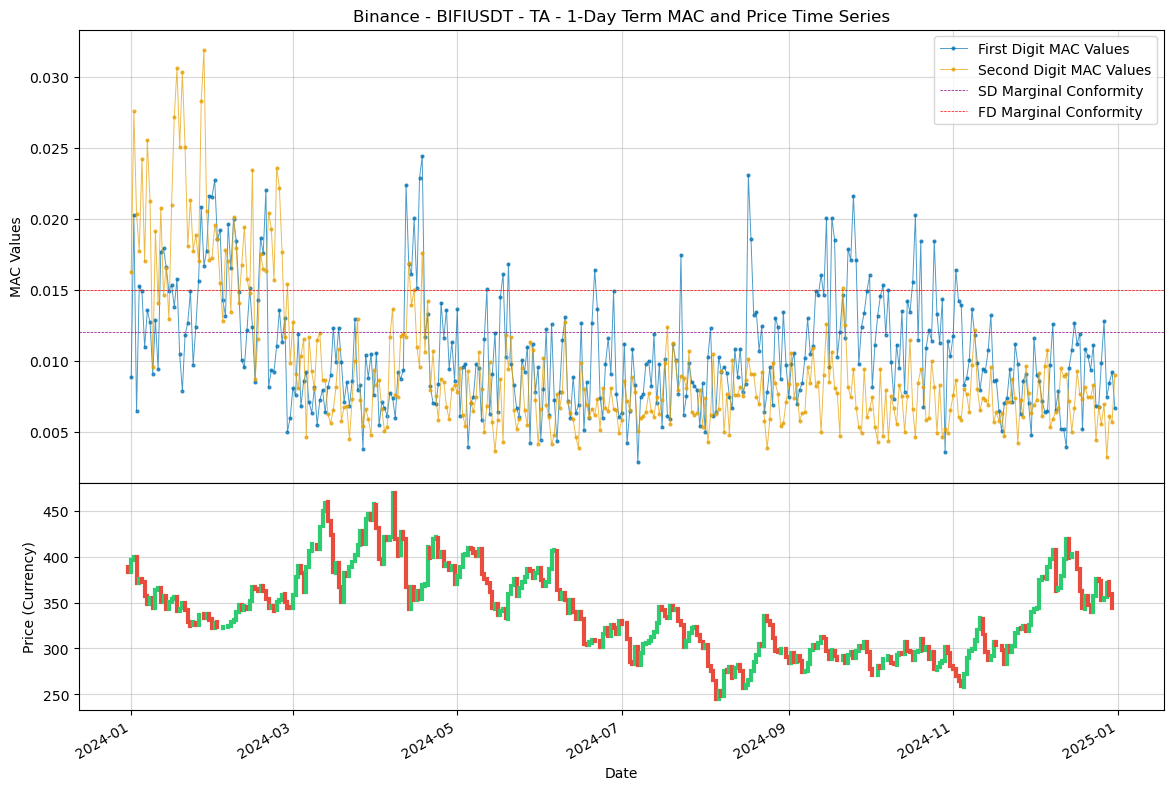 Binance - BIFIUSDT - TA - 1-Day Term MAC and Price Time Series
First Digit MAC Values
Second Digit MAC Values
SD Marginal Conformity
FD Marginal Conformity
MAC Values
0.030
0.025
0.020
0.015
0.010
0.005
Price (Currency)
450
400
350
300
250
2024-01
2024-03
2024-05
2024-07
2024-09
2024-11
2025-01
Date